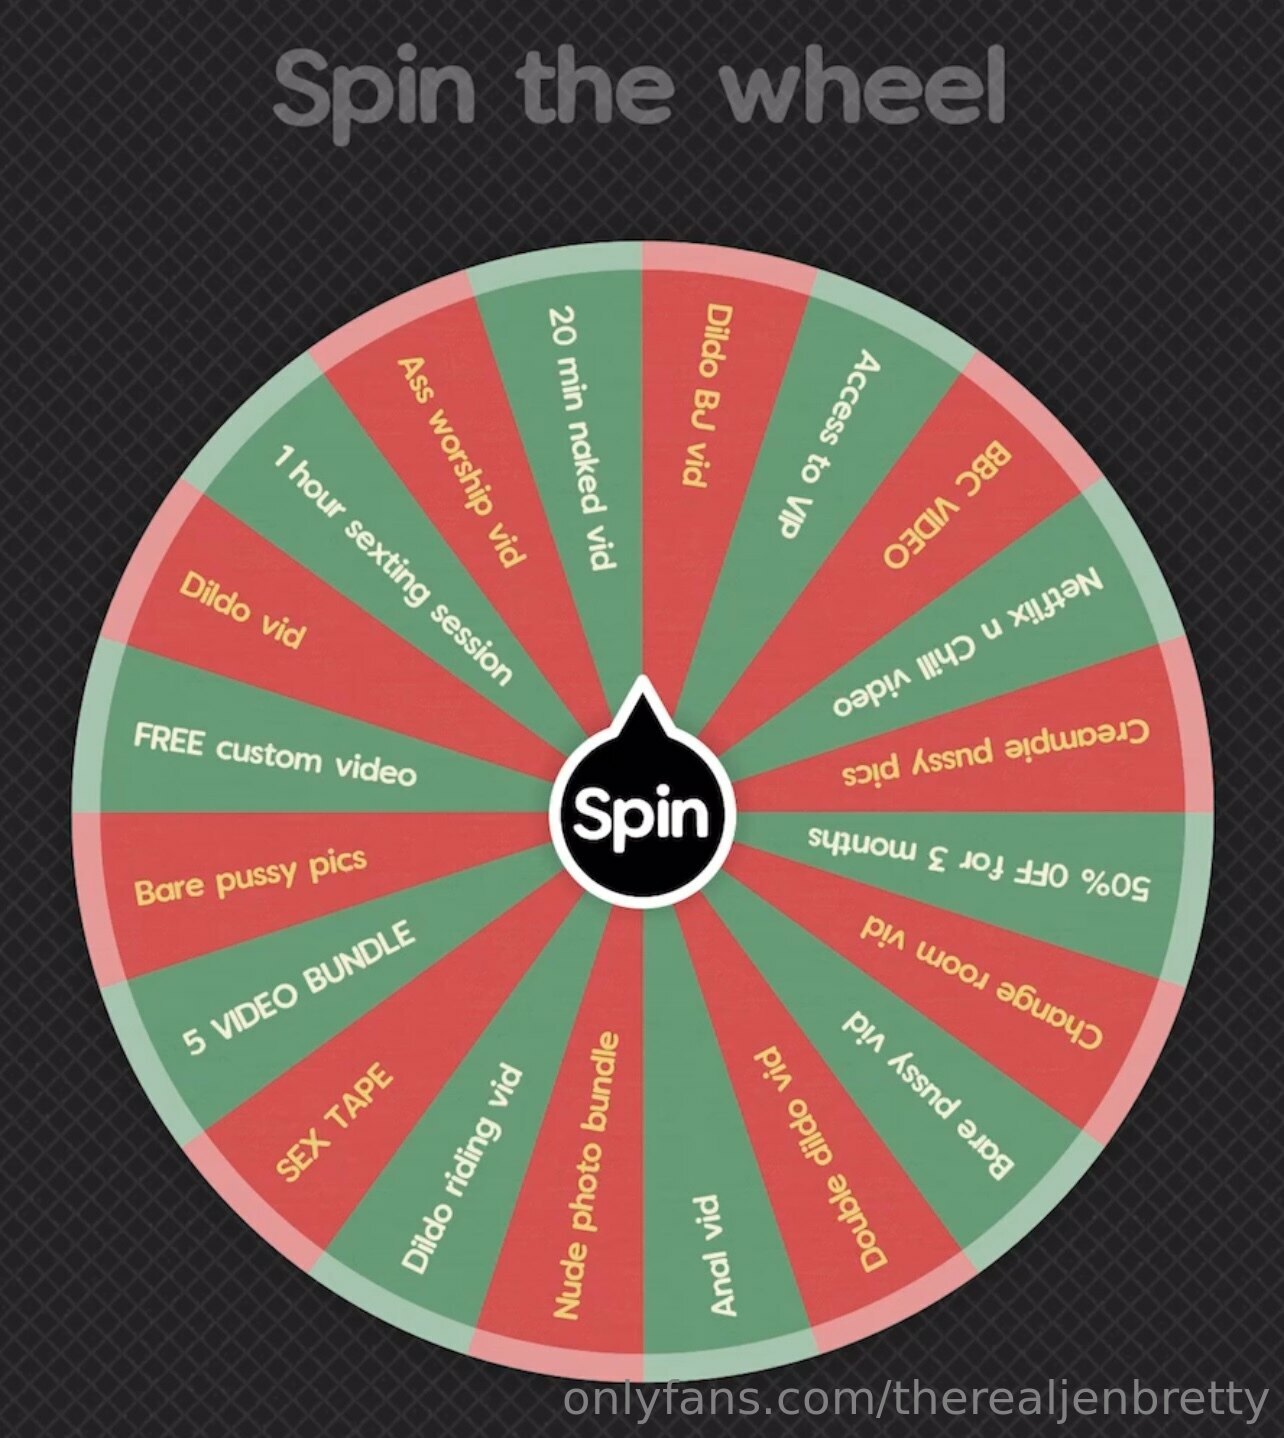 Spin the wheel
Dildo BJ vid
Access to VIP
BBC VIDEO
Netflix n Chill video
Creampie pussy pics
50% OFF for 3 months
Change room vid
Bare pussy vid
Double dildo vid
Anal vid
Nude photo bundle
Dildo riding vid
SEX TAPE
5 VIDEO BUNDLE
Bare pussy pics
FREE custom video
Dildo vid
1 hour sexting session
Ass worship vid
20 min naked vid
Spin
onlyfans.com/therealjenbretty